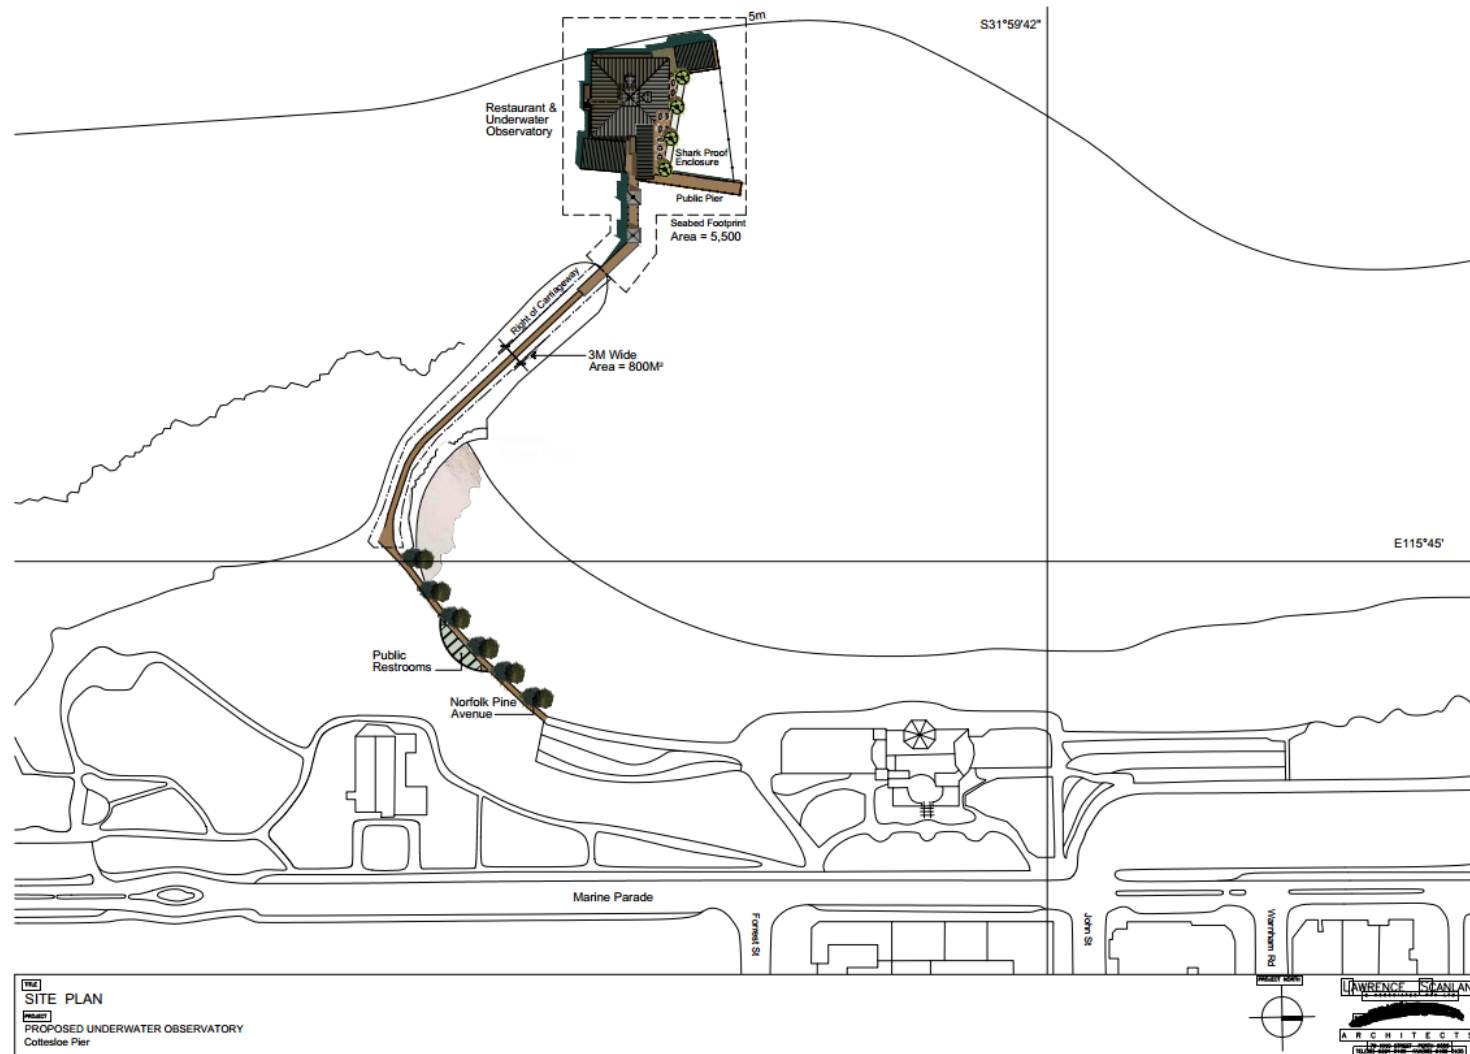 5m
S31°59'42"
Restaurant &
Underwater
Observatory
Shark Proof
Enclosure
Public Pier
Seabed Footprint
Area = 5,500
Right of Carriageway
3M Wide
Area = 800M²
E115°45'
Public
Restrooms
Norfolk Pine
Avenue
Marine Parade
Forrest St
John St
Warnham Rd
TITLE
SITE PLAN
PROJECT
PROPOSED UNDERWATER OBSERVATORY
Cottesloe Pier
PROJECT NORTH
LAWRENCE SCANLAN
ARCHITECTS